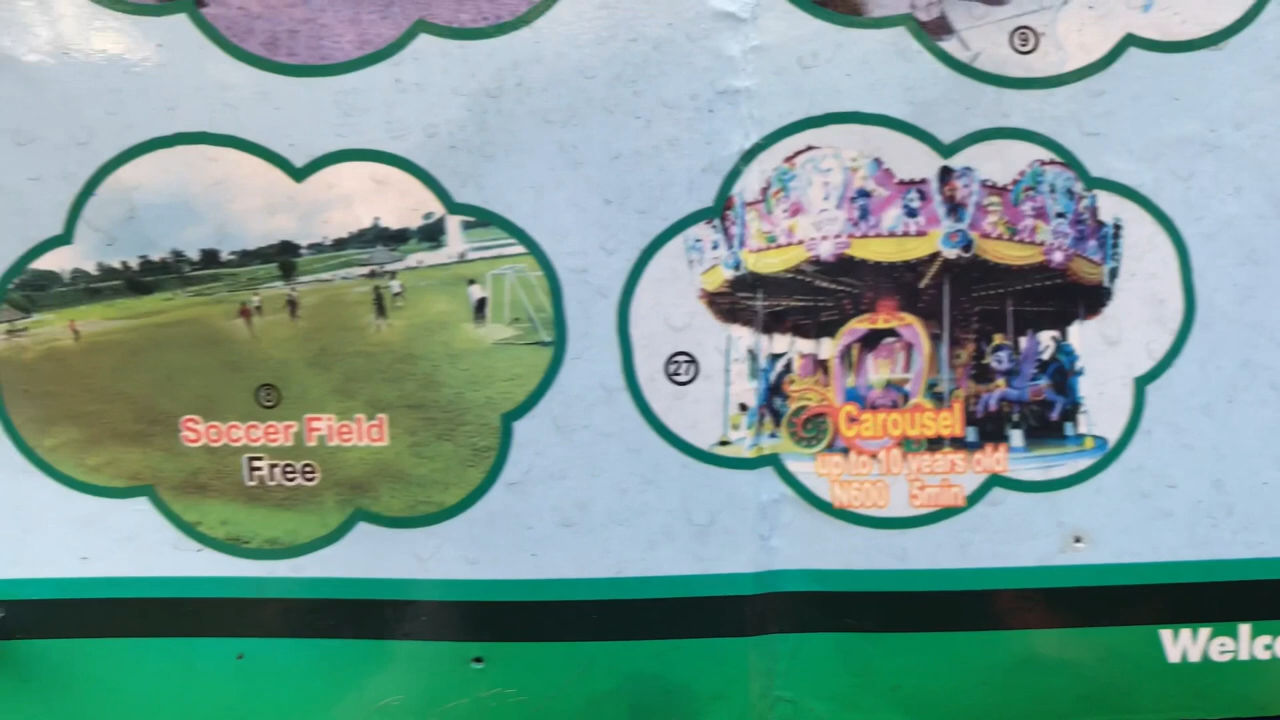 9
8
Soccer Field
Free
27
Carousel
up to 10 years old
N600 5min
Welc